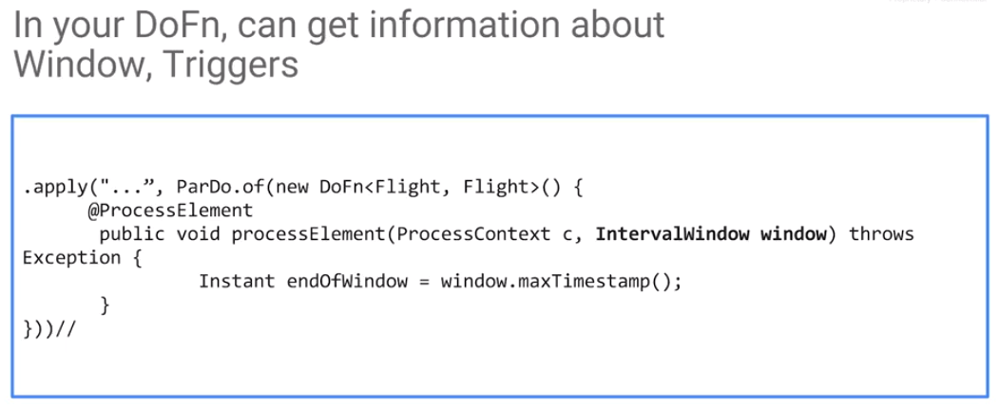 In your DoFn, can get information about
Window, Triggers
.apply("...”, ParDo.of(new DoFn<Flight, Flight>() {
@ProcessElement
public void processElement(ProcessContext c, IntervalWindow window) throws
Exception {
Instant endOfWindow = window.maxTimestamp();
}
}))//